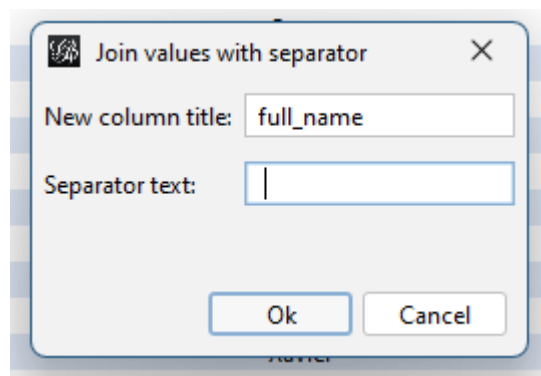 Join values with separator
New column title: full_name
Separator text:
Ok Cancel